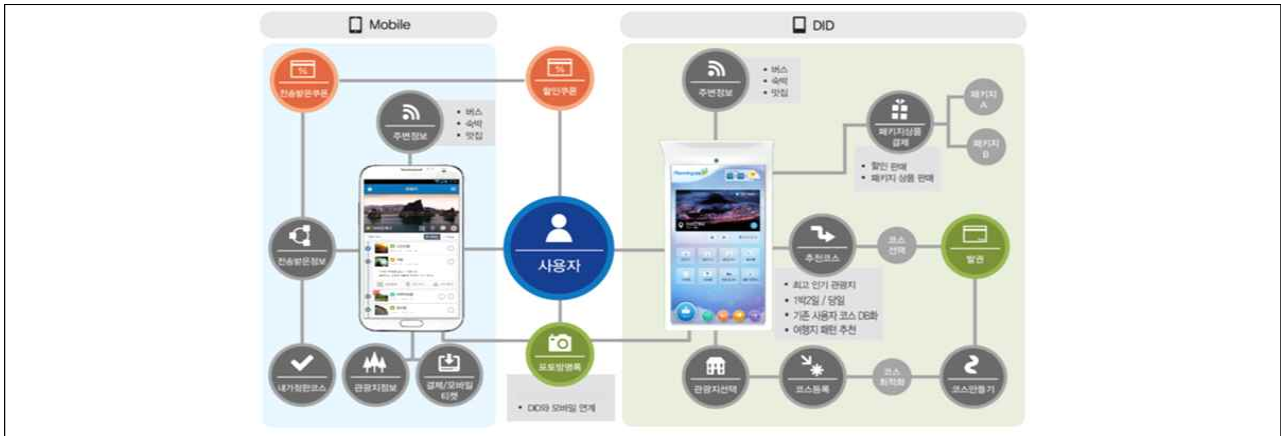 Mobile
DID
%
전송받은쿠폰
%
할인쿠폰
주변정보
• 버스
• 숙박
• 맛집
주변정보
• 버스
• 숙박
• 맛집
패키지상품
결제
패키지
A
패키지
B
• 할인 판매
• 패키지 상품 판매
전송받은정보
사용자
추천코스
코스
선택
발권
• 최고 인기 관광지
• 1박2일 / 당일
• 기존 사용자 코스 DB화
• 여행지 패턴 추천
내가정한코스
관광지정보
결제/모바일
티켓
포토방명록
• DID와 모바일 연계
관광지선택
코스등록
코스
최적화
코스만들기